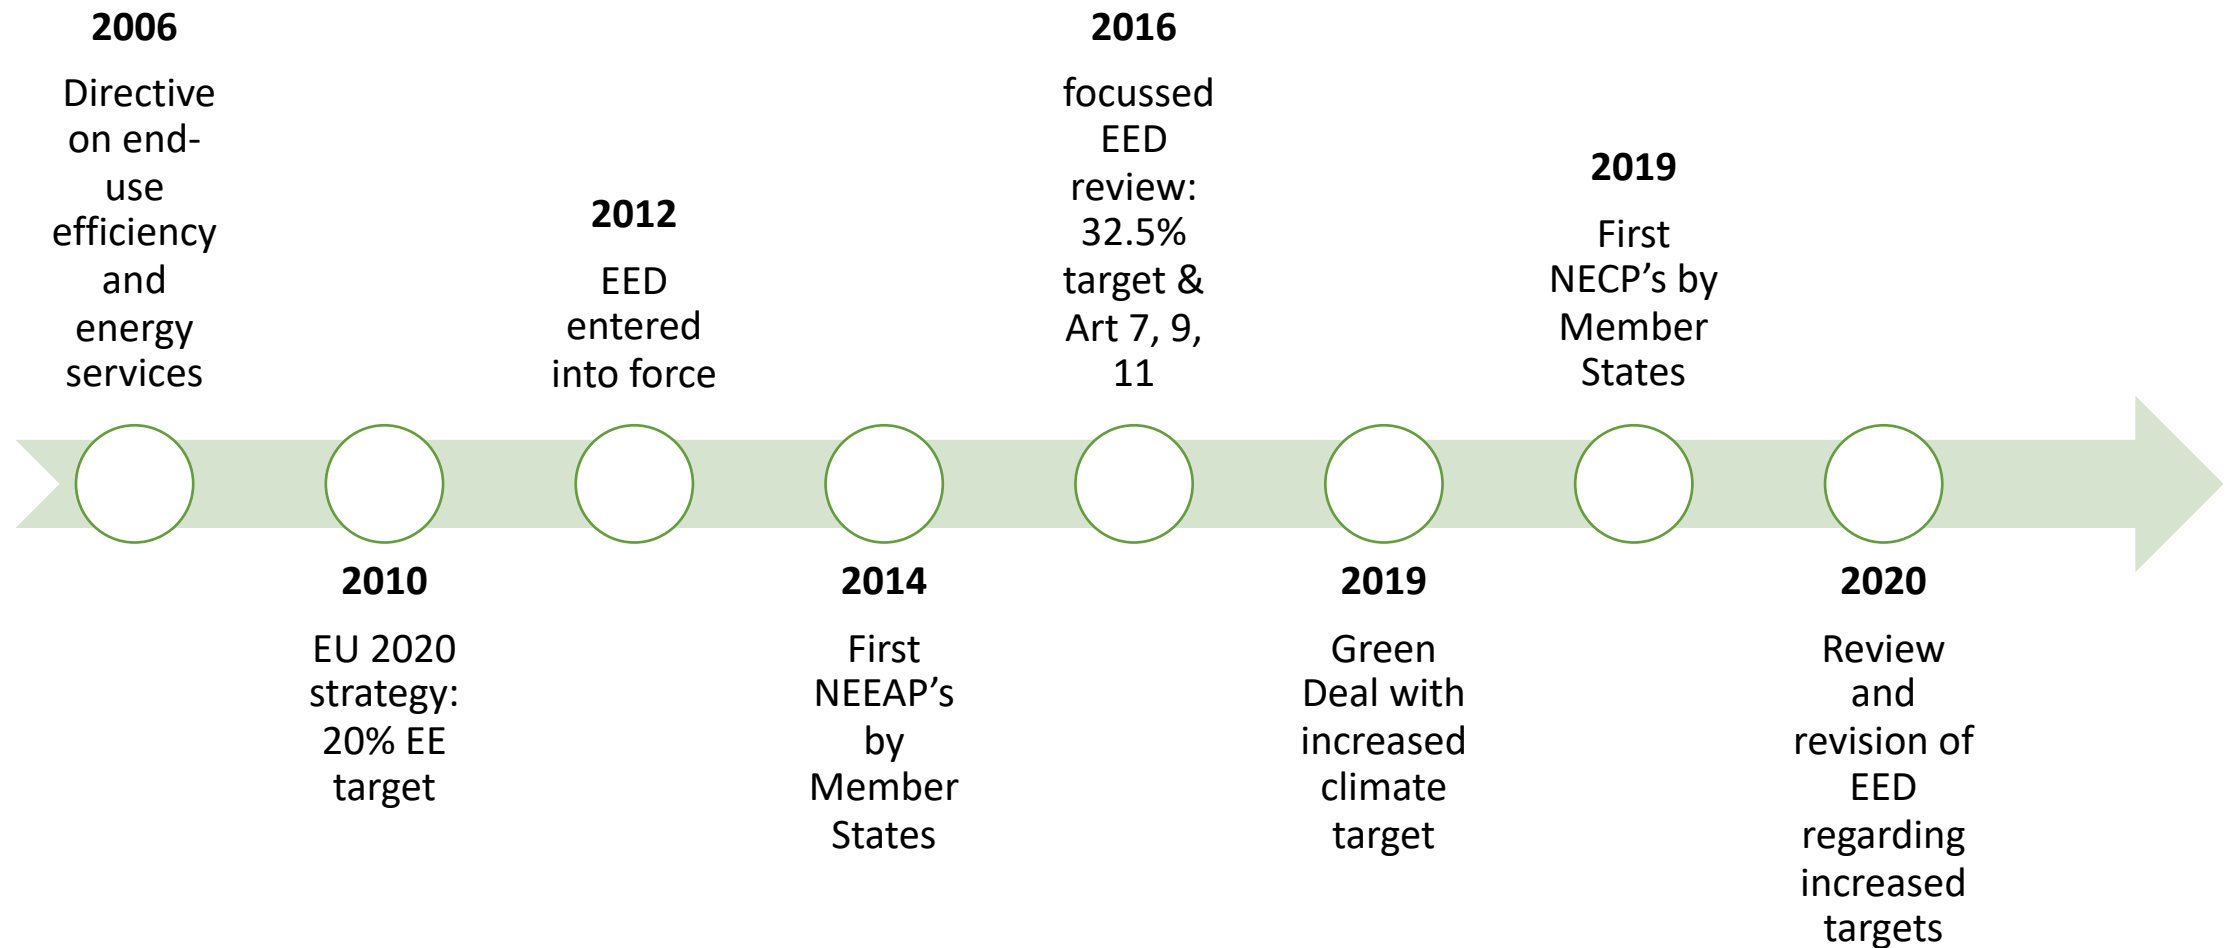 2006
Directive
on end-
use
efficiency
and
energy
services
2010
EU 2020
strategy:
20% EE
target
2012
EED
entered
into force
2014
First
NEEAP’s
by
Member
States
2016
focussed
EED
review:
32.5%
target &
Art 7, 9,
11
2019
Green
Deal with
increased
climate
target
2019
First
NECP’s by
Member
States
2020
Review
and
revision of
EED
regarding
increased
targets